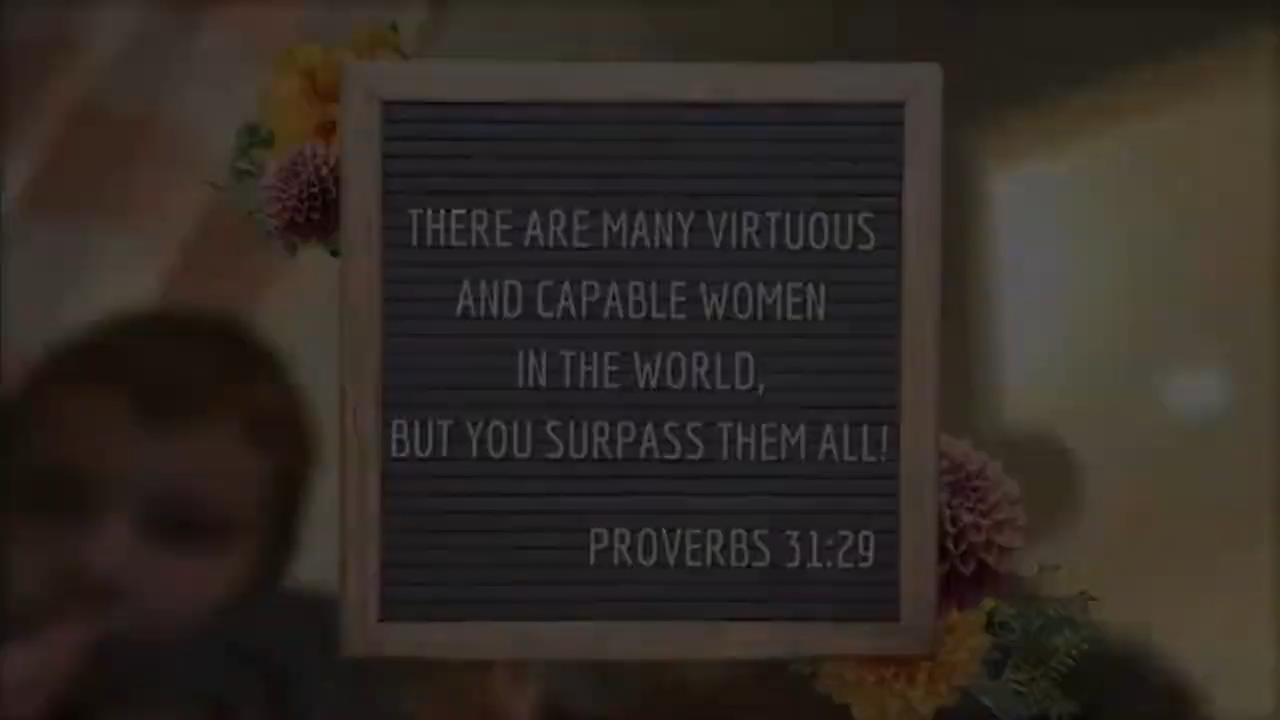 THERE ARE MANY VIRTUOUS
AND CAPABLE WOMEN
IN THE WORLD,
BUT YOU SURPASS THEM ALL!
PROVERBS 31:29